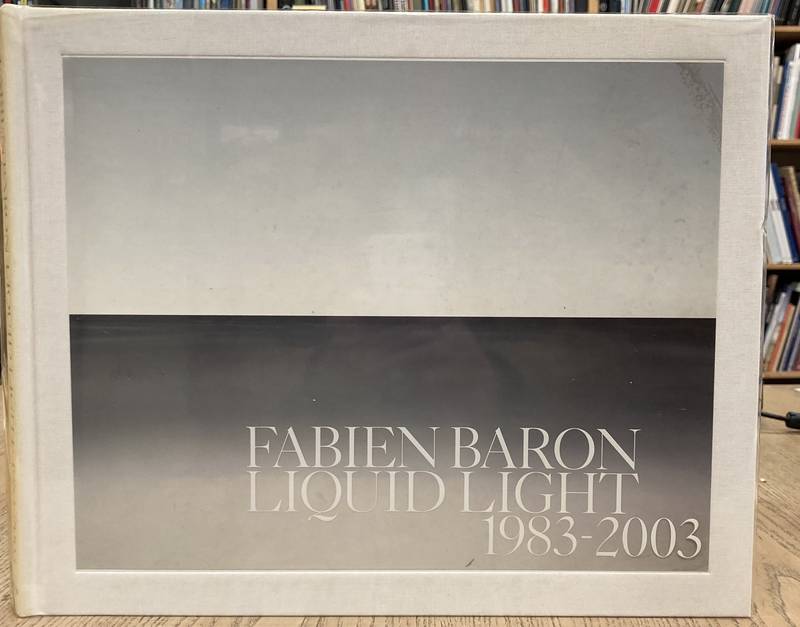 FABIEN BARON
LIQUID LIGHT
1983-2003